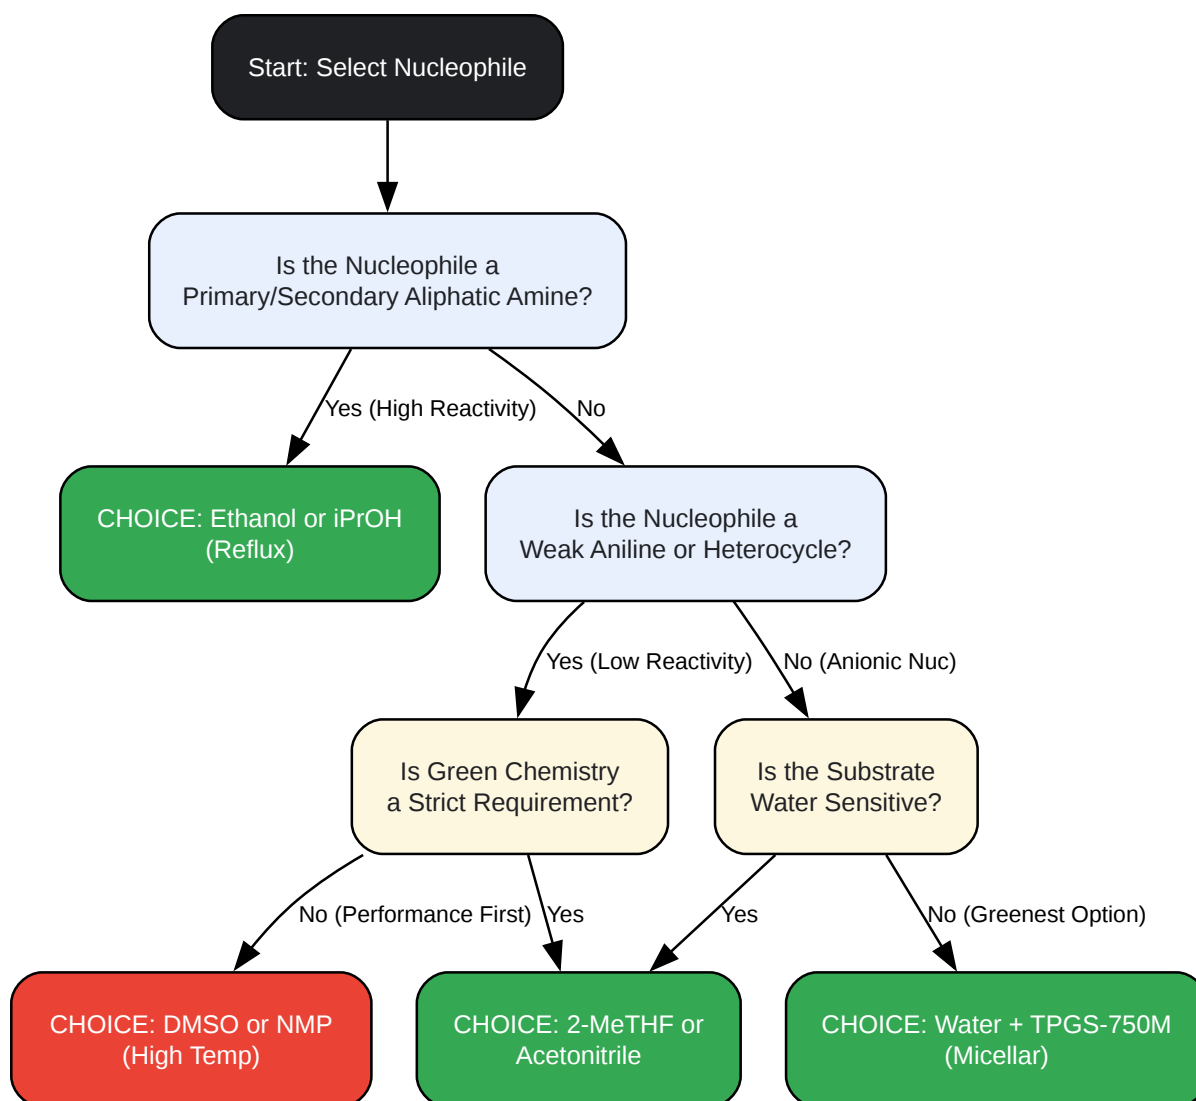 Start: Select Nucleophile
Is the Nucleophile a
Primary/Secondary Aliphatic Amine?
Yes (High Reactivity)
No
CHOICE: Ethanol or iPrOH
(Reflux)
Is the Nucleophile a
Weak Aniline or Heterocycle?
Yes (Low Reactivity)
No (Anionic Nuc)
Is Green Chemistry
a Strict Requirement?
Is the Substrate
Water Sensitive?
No (Performance First)
Yes
Yes
No (Greenest Option)
CHOICE: DMSO or NMP
(High Temp)
CHOICE: 2-MeTHF or
Acetonitrile
CHOICE: Water + TPGS-750M
(Micellar)